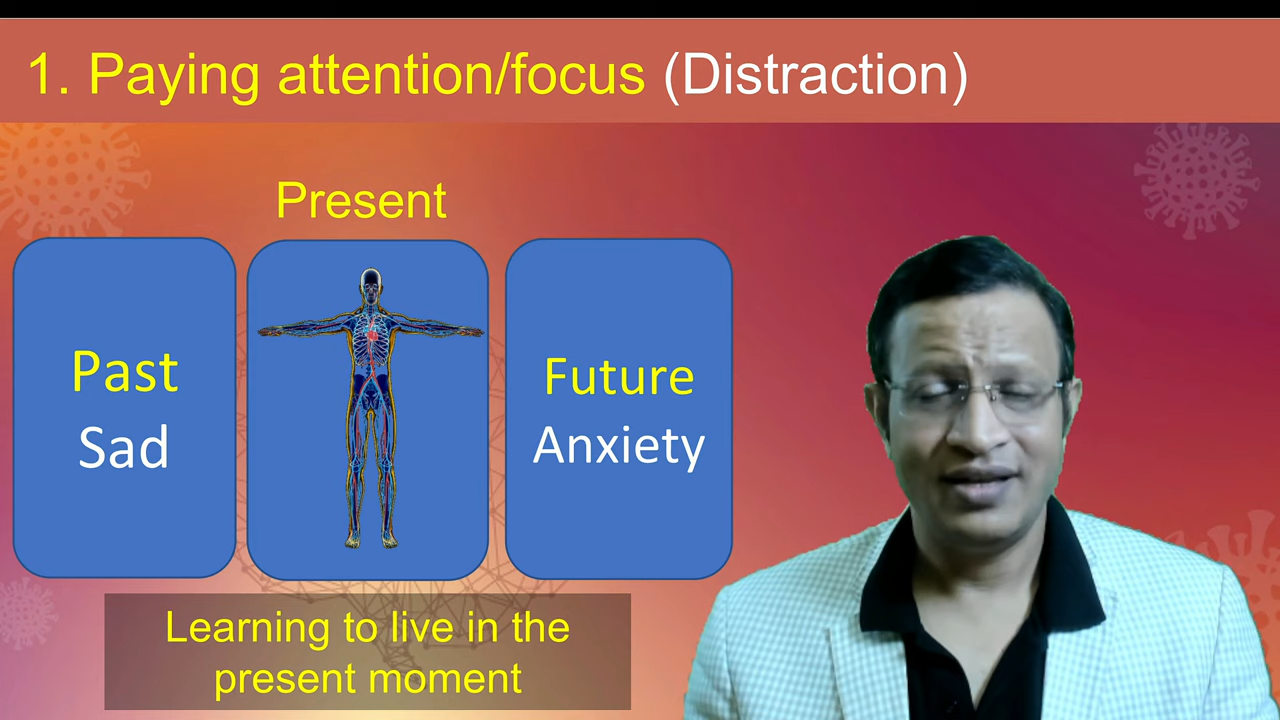 1. Paying attention/focus (Distraction)
Present
Past
Sad
Future
Anxiety
Learning to live in the
present moment